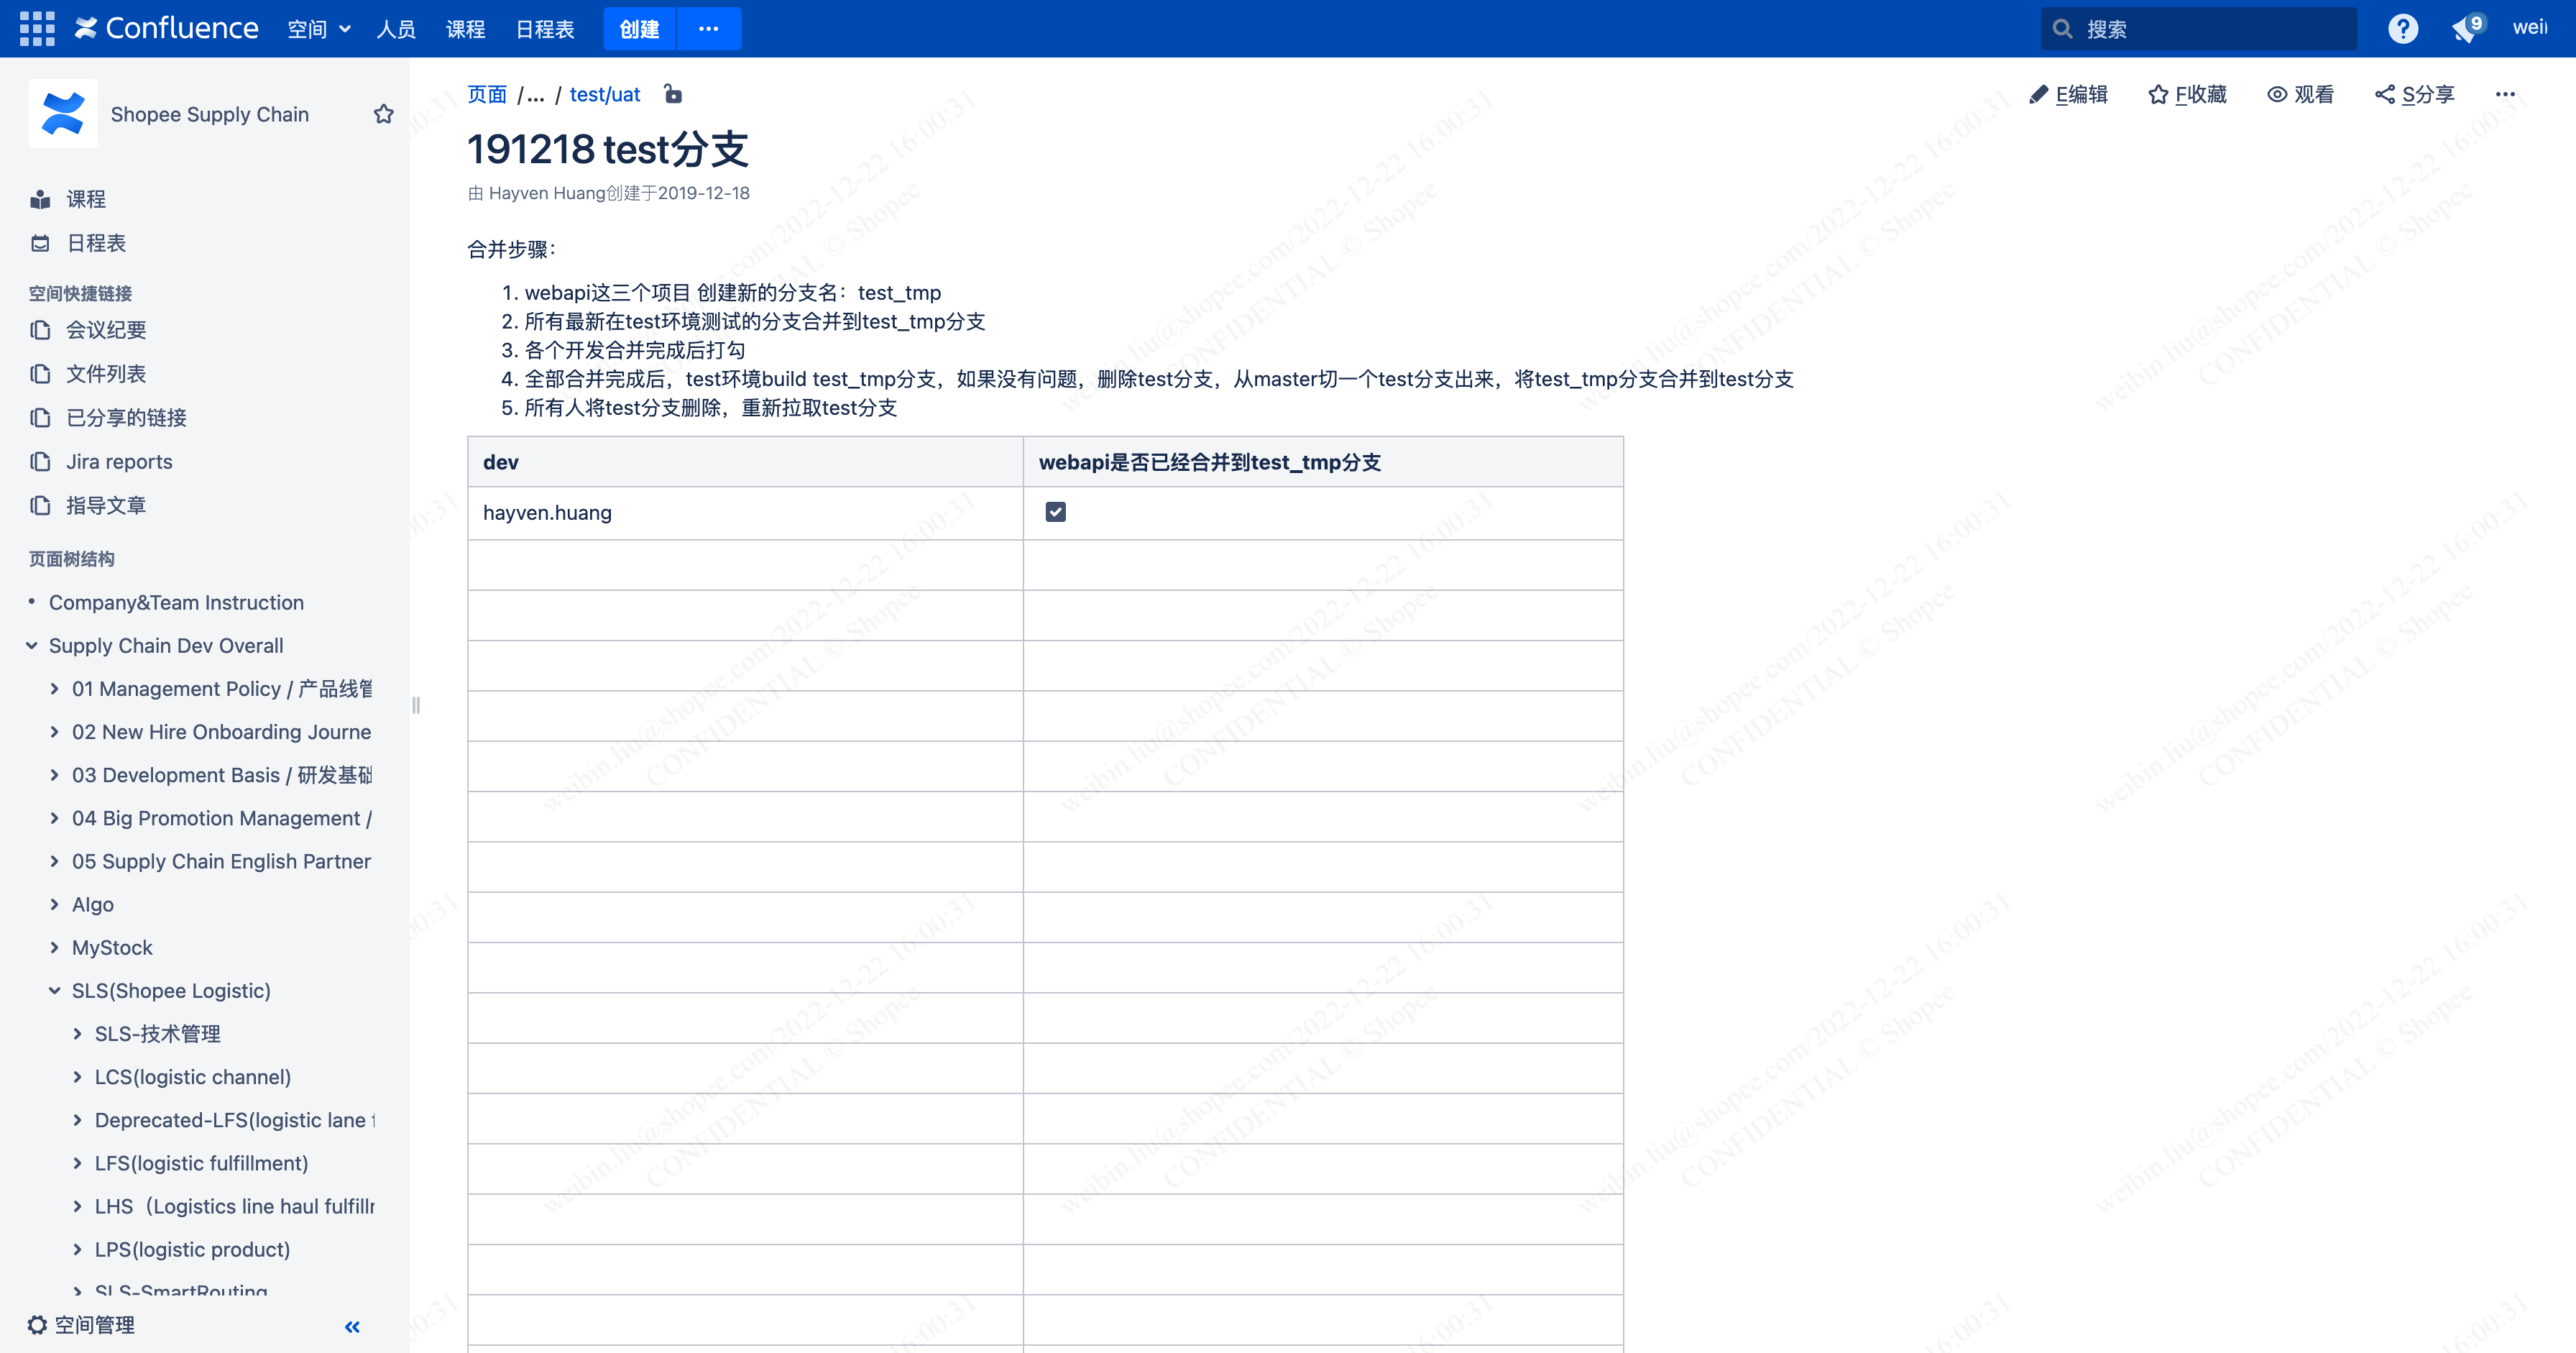 Confluence
空间
人员
课程
日程表
创建
搜索
9
Shopee Supply Chain
课程
日程表
空间快捷链接
会议纪要
文件列表
已分享的链接
Jira reports
指导文章
页面树结构
Company&Team Instruction
Supply Chain Dev Overall
01 Management Policy / 产品线管
02 New Hire Onboarding Journe
03 Development Basis / 研发基础
04 Big Promotion Management /
05 Supply Chain English Partner
Algo
MyStock
SLS(Shopee Logistic)
SLS-技术管理
LCS(logistic channel)
Deprecated-LFS(logistic lane
LFS(logistic fulfillment)
LHS（Logistics line haul
LPS(logistic product)
SLS-SmartRouting
空间管理
页面 /... / test/uat
E编辑
F收藏
观看
S分享
191218 test分支
由 Hayven Huang创建于2019-12-18
合并步骤：
1. webapi这三个项目 创建新的分支名：test_tmp
2. 所有最新在test环境测试的分支合并到test_tmp分支
3. 各个开发合并完成后打勾
4. 全部合并完成后，test环境build test_tmp分支，如果没有问题，删除test分支，从master切一个test分支出来，将test_tmp分支合并到test分支
5. 所有人将test分支删除，重新拉取test分支
dev
webapi是否已经合并到test_tmp分支
hayven.huang
weibin.liu@shopee.com/2022-12-22 16:00:31
CONFIDENTIAL © Shopee